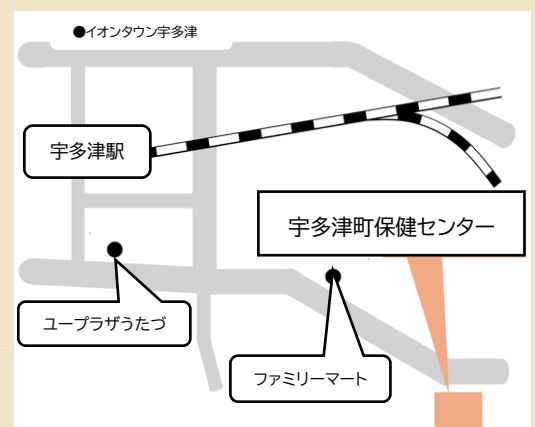 ●イオンタウン宇多津
宇多津駅
宇多津町保健センター
ユープラザうたづ
ファミリーマート